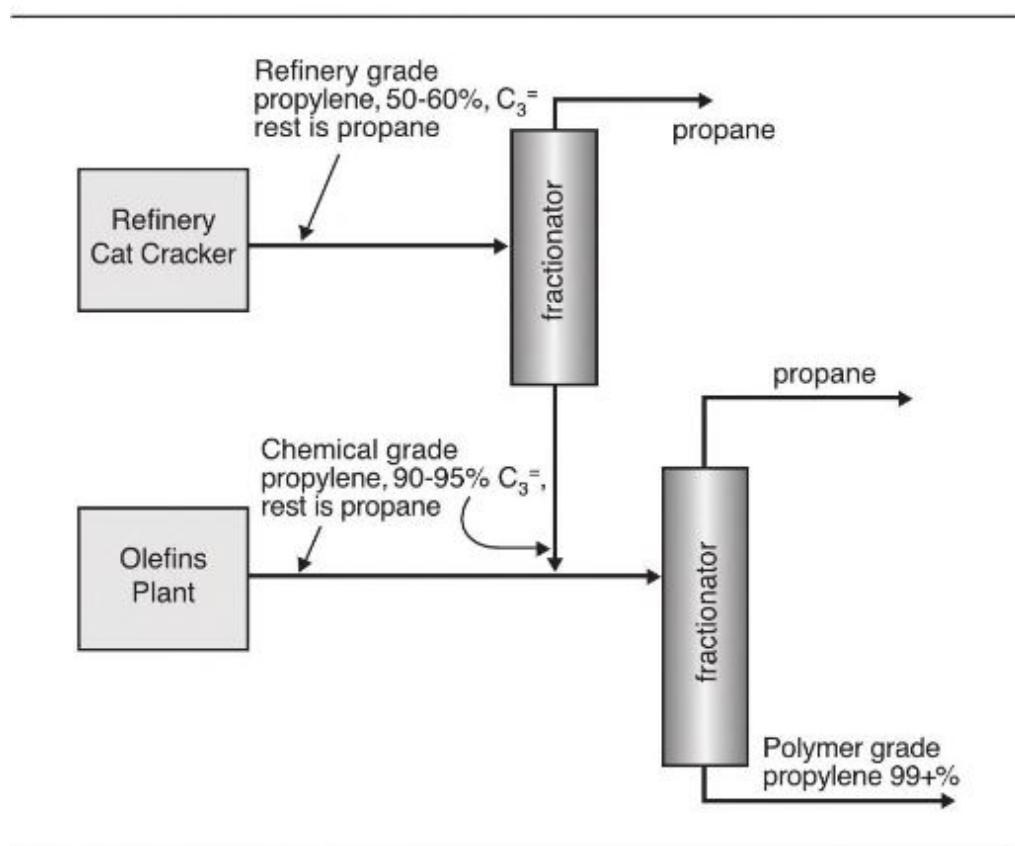 Refinery grade
propylene, 50-60%, C₃⁼
rest is propane
propane
Refinery
Cat Cracker
fractionator
propane
Chemical grade
propylene, 90-95% C₃⁼,
rest is propane
Olefins
Plant
fractionator
Polymer grade
propylene 99+%